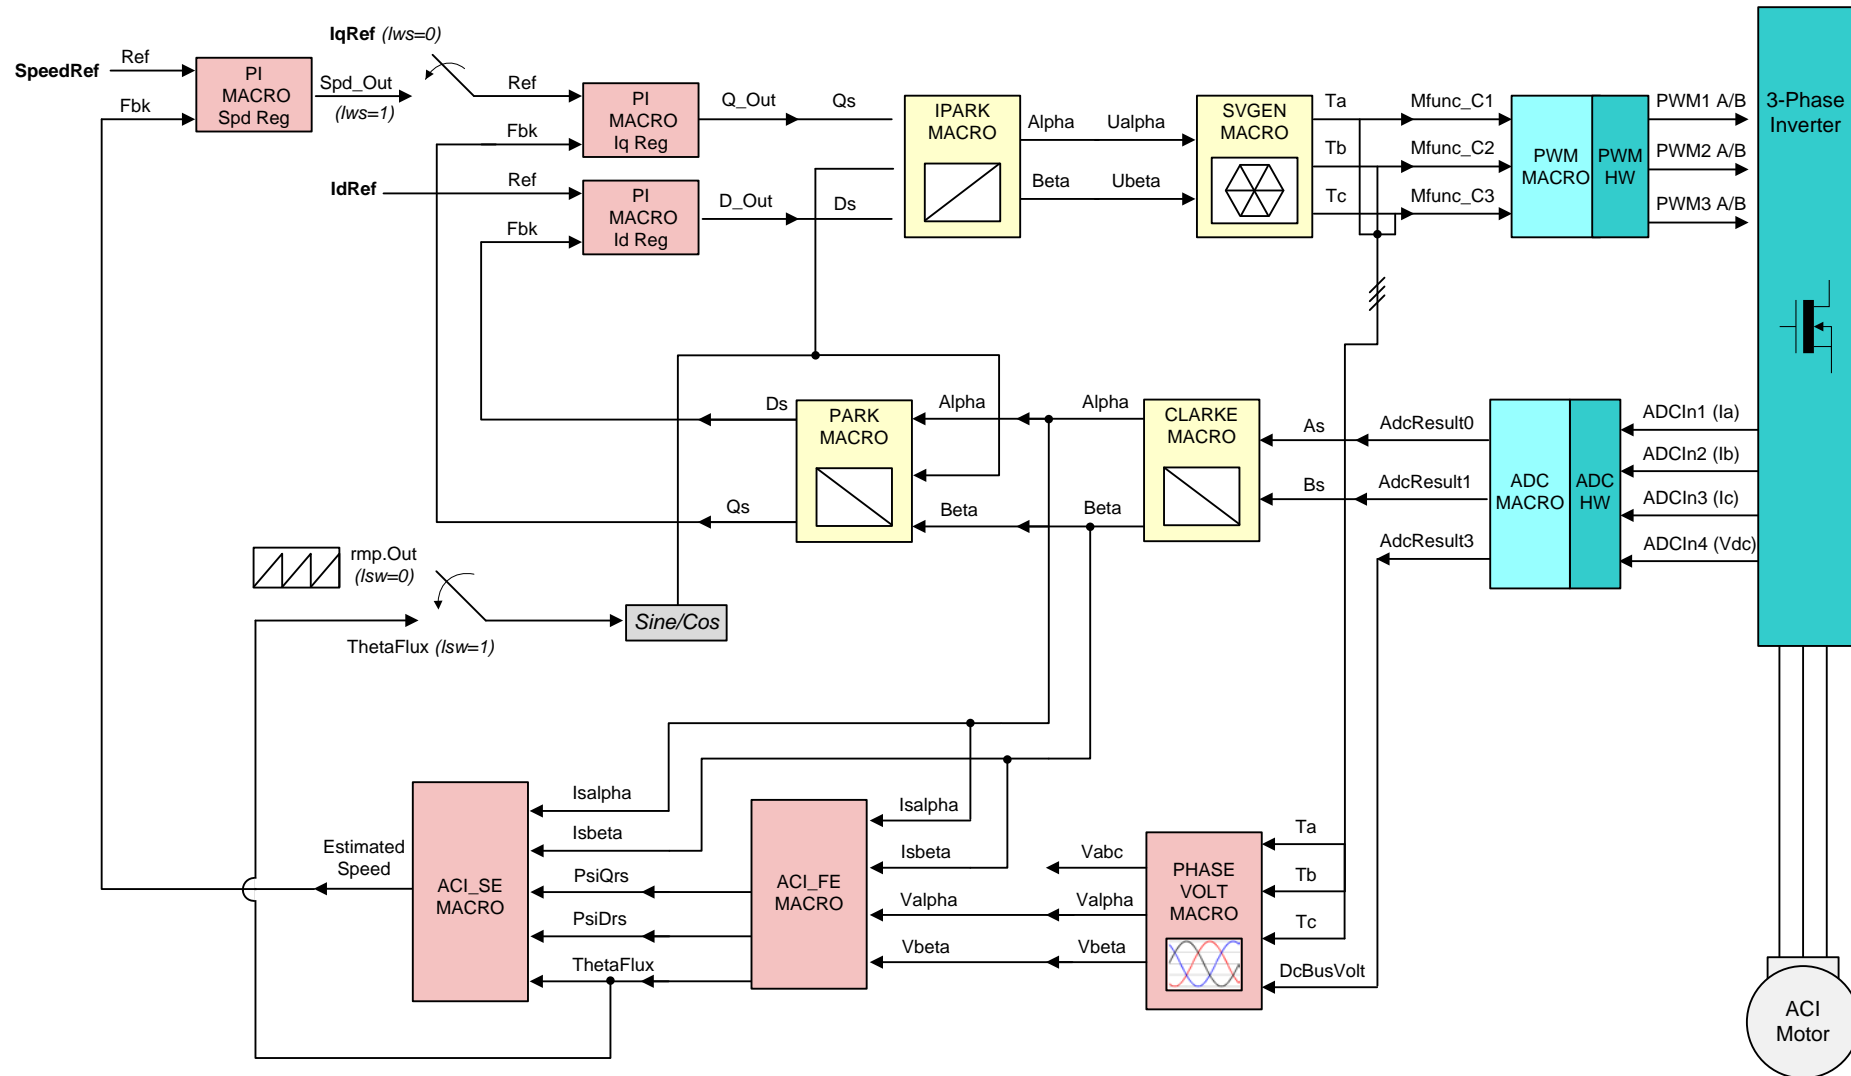 IqRef (Iws=0)
SpeedRef
Ref
Fbk
PI
MACRO
Spd Reg
Spd_Out
(Iws=1)
Ref
Fbk
PI
MACRO
Iq Reg
Q_Out
Qs
IdRef
Ref
Fbk
PI
MACRO
Id Reg
D_Out
Ds
IPARK
MACRO
Alpha
Ualpha
Beta
Ubeta
SVGEN
MACRO
Ta
Tb
Tc
Mfunc_C1
Mfunc_C2
Mfunc_C3
PWM
MACRO
PWM
HW
PWM1 A/B
PWM2 A/B
PWM3 A/B
3-Phase
Inverter
Ds
Qs
PARK
MACRO
Alpha
Alpha
Beta
Beta
CLARKE
MACRO
As
Bs
AdcResult0
AdcResult1
AdcResult3
ADC
MACRO
ADC
HW
ADCIn1 (Ia)
ADCIn2 (Ib)
ADCIn3 (Ic)
ADCIn4 (Vdc)
rmp.Out
(Isw=0)
ThetaFlux (Isw=1)
Sine/Cos
Estimated
Speed
ACI_SE
MACRO
Isalpha
Isbeta
PsiQrs
PsiDrs
ThetaFlux
ACI_FE
MACRO
Isalpha
Isbeta
Valpha
Vbeta
Vabc
Valpha
Vbeta
PHASE
VOLT
MACRO
Ta
Tb
Tc
DcBusVolt
ACI
Motor